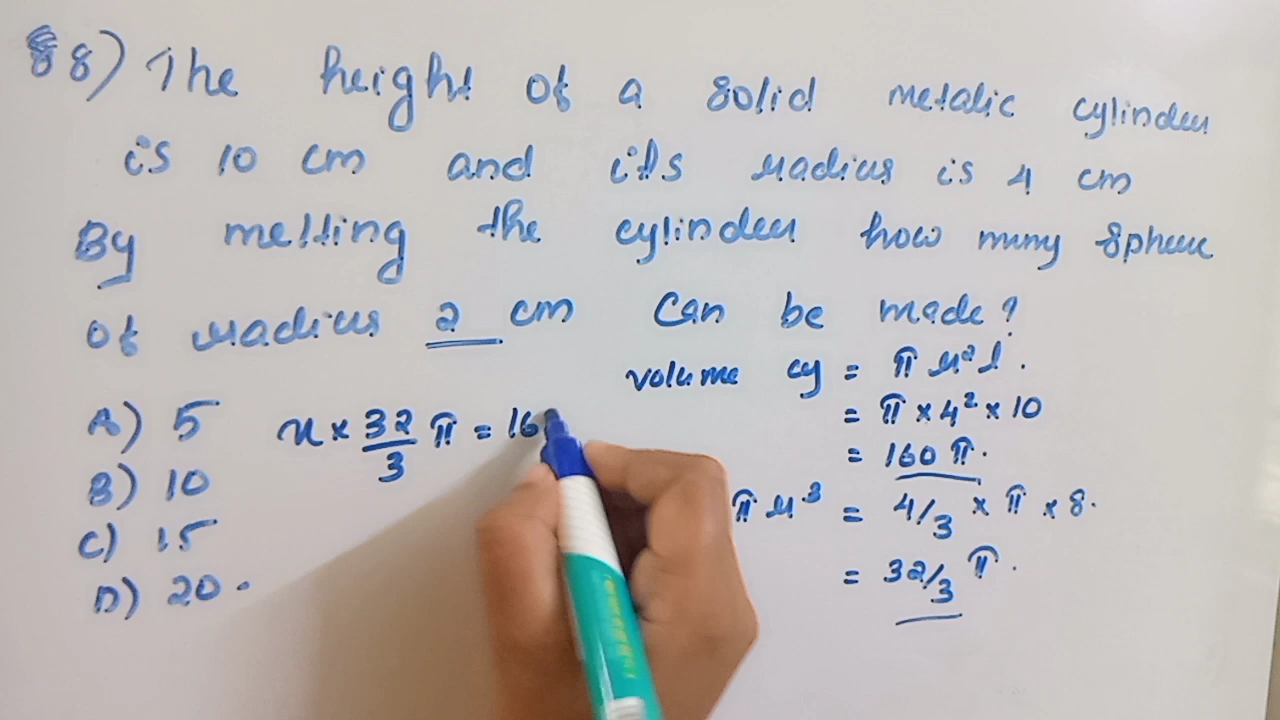 88) The height of a solid metalic cylinder
is 10 cm and its radius is 4 cm
By melting the cylinder how many sphere
of radius 2 cm can be made?
volume cy = π r² l.
= π × 4² × 10
= 160 π.
π r³ = 4/3 × π × 8.
= 32/3 π.
A) 5
B) 10
C) 15
D) 20.
x × 32/3 π = 16